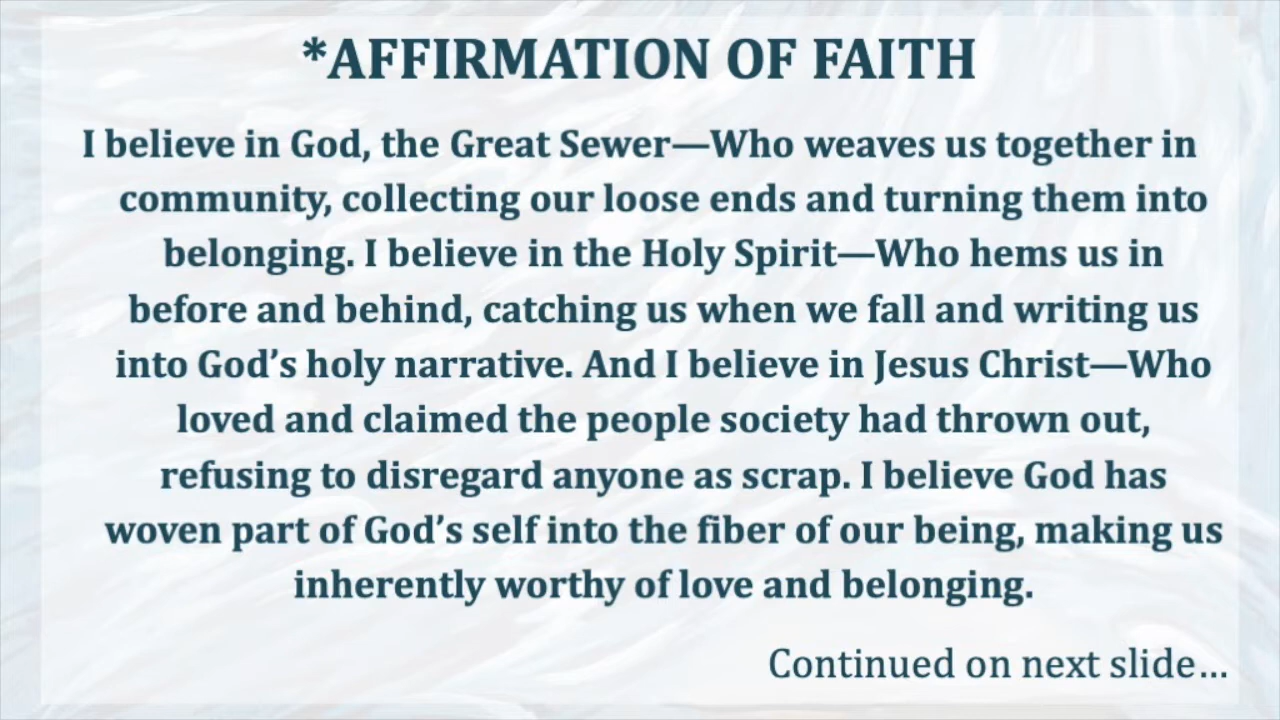 *AFFIRMATION OF FAITH
I believe in God, the Great Sewer—Who weaves us together in
community, collecting our loose ends and turning them into
belonging. I believe in the Holy Spirit—Who hems us in
before and behind, catching us when we fall and writing us
into God’s holy narrative. And I believe in Jesus Christ—Who
loved and claimed the people society had thrown out,
refusing to disregard anyone as scrap. I believe God has
woven part of God’s self into the fiber of our being, making us
inherently worthy of love and belonging.
Continued on next slide…